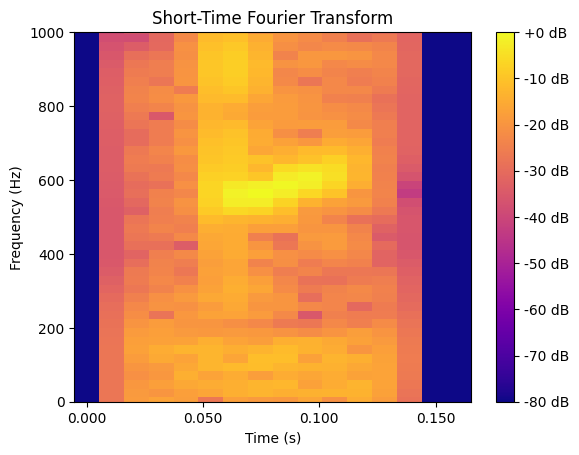 Short-Time Fourier Transform
1000
800
600
400
200
0
Frequency (Hz)
0.000
0.050
0.100
0.150
Time (s)
+0 dB
-10 dB
-20 dB
-30 dB
-40 dB
-50 dB
-60 dB
-70 dB
-80 dB